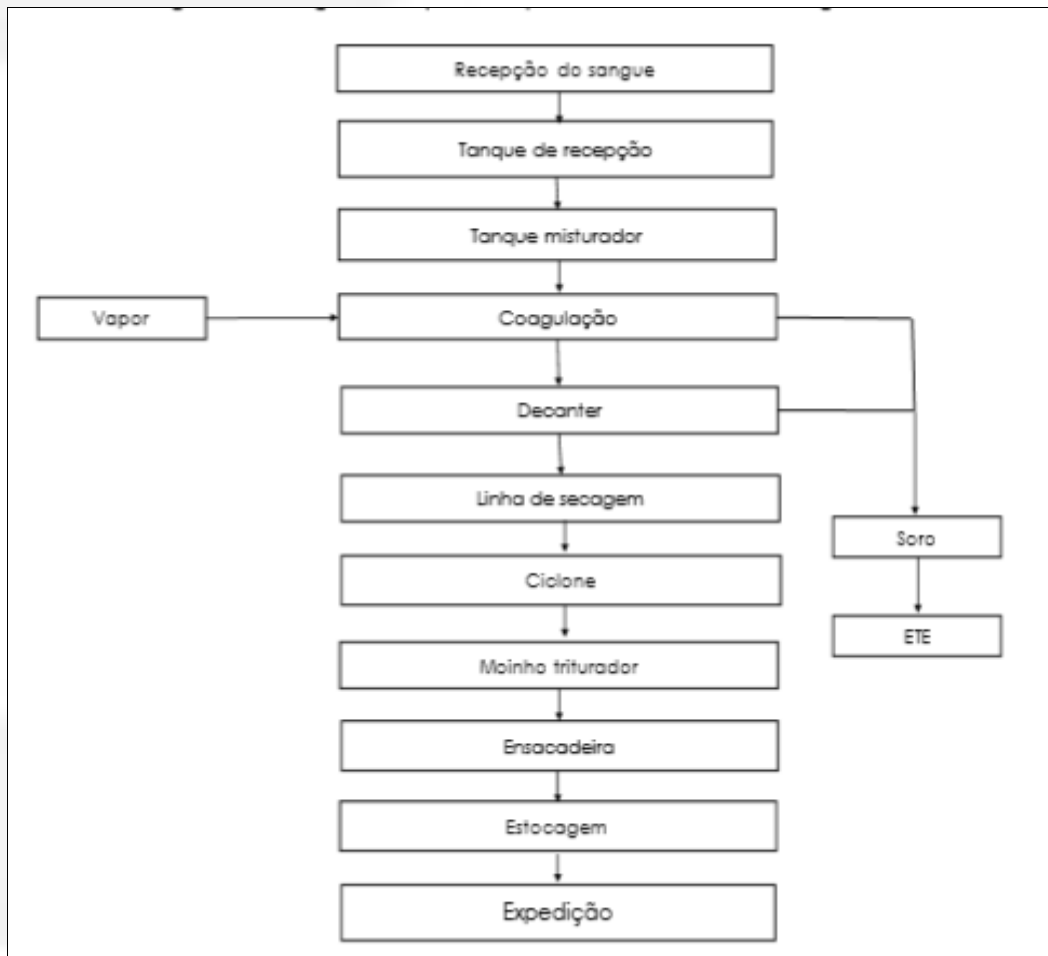 Recepção do sangue
Tanque de recepção
Tanque misturador
Vapor
Coagulação
Decanter
Linha de secagem
Soro
Ciclone
ETE
Moinho triturador
Ensacadeira
Estocagem
Expedição